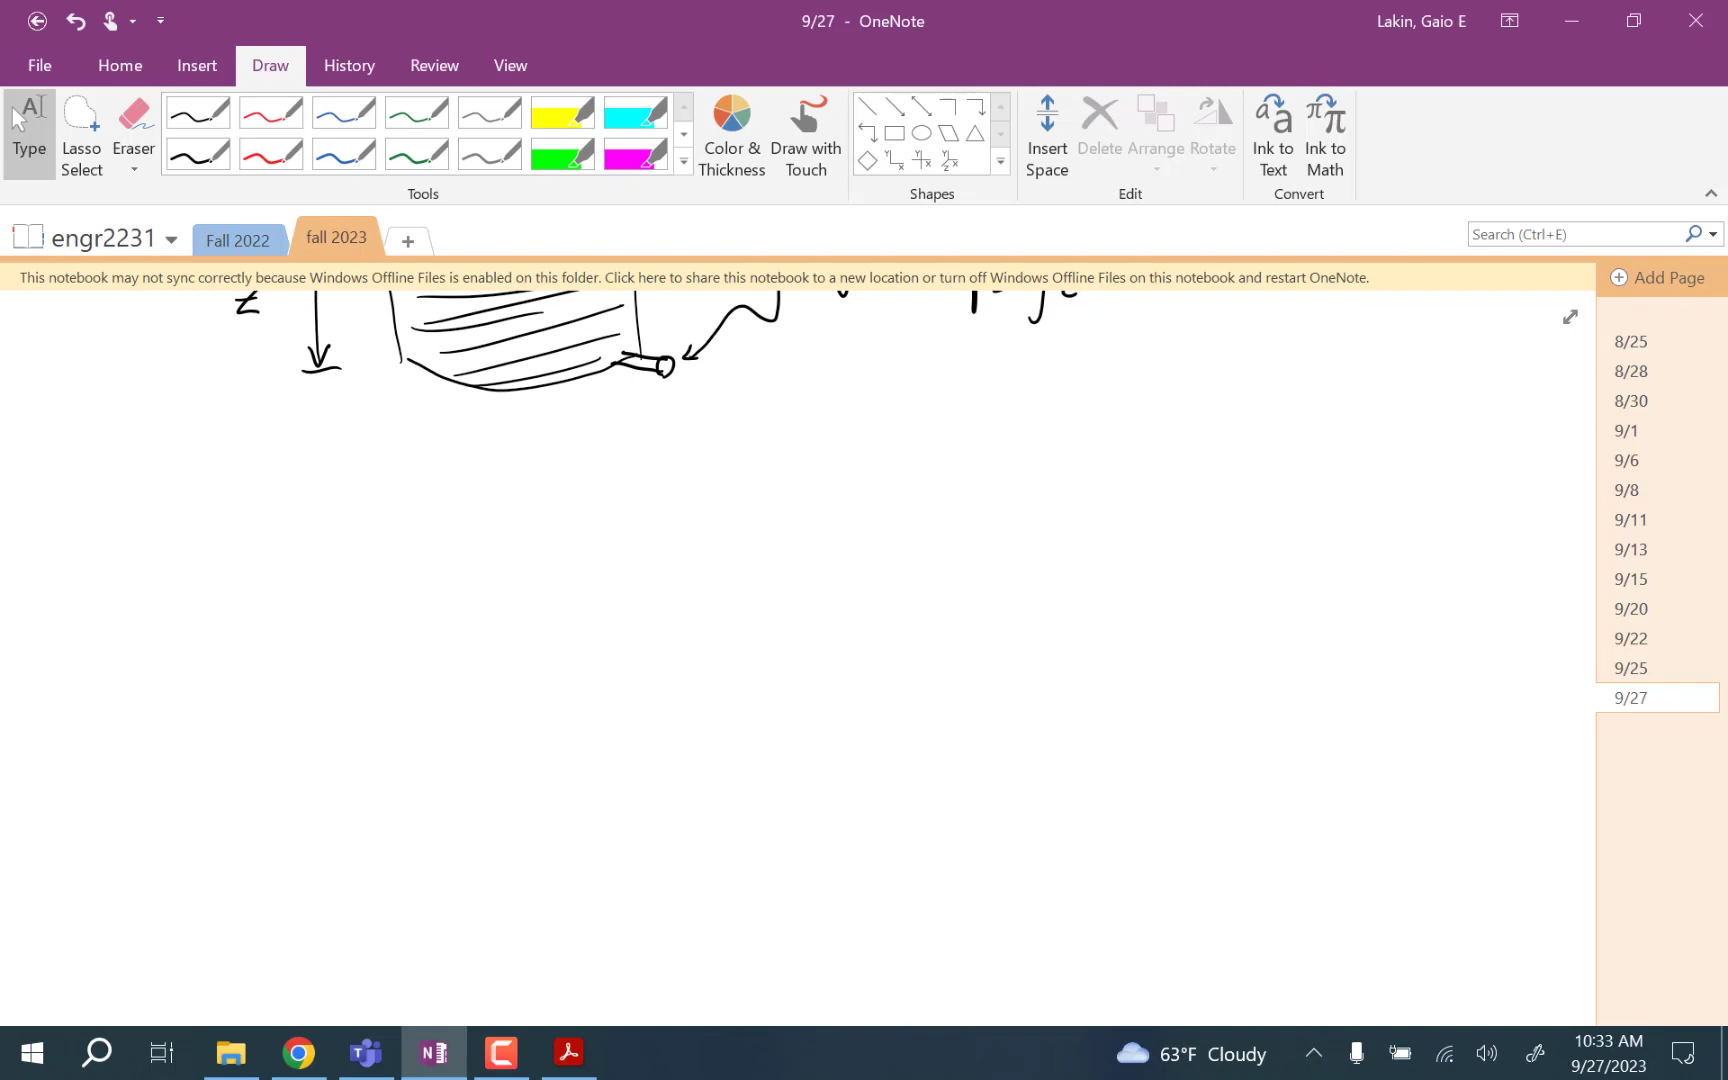 9/27 - OneNote
Lakin, Gaio E
File Home Insert Draw History Review View
Type
Lasso Select
Eraser
Color & Thickness
Draw with Touch
Insert Space
Delete
Arrange
Rotate
Ink to Text
Ink to Math
Tools
Shapes
Edit
Convert
engr2231
Fall 2022
fall 2023
Search (Ctrl+E)
This notebook may not sync correctly because Windows Offline Files is enabled on this folder. Click here to share this notebook to a new location or turn off Windows Offline Files on this notebook and restart OneNote.
Add Page
z
8/25
8/28
8/30
9/1
9/6
9/8
9/11
9/13
9/15
9/20
9/22
9/25
9/27
63°F Cloudy
10:33 AM
9/27/2023